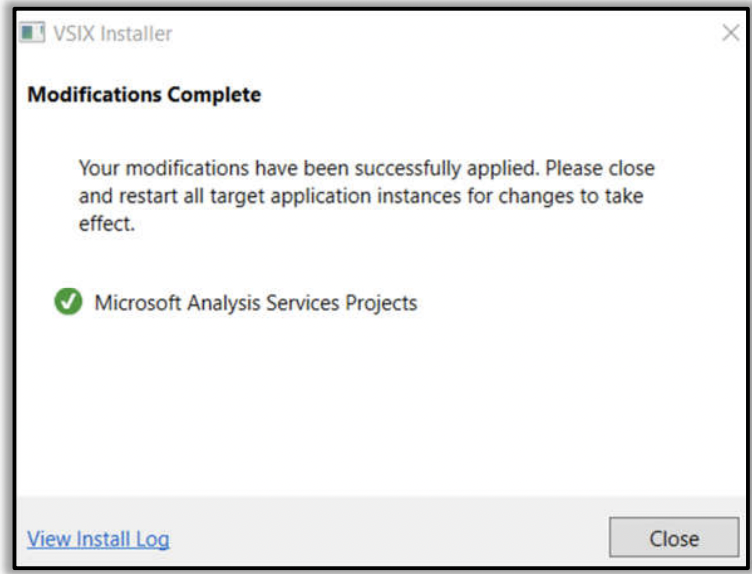 VSIX Installer
Modifications Complete
Your modifications have been successfully applied. Please close
and restart all target application instances for changes to take
effect.
Microsoft Analysis Services Projects
View Install Log
Close